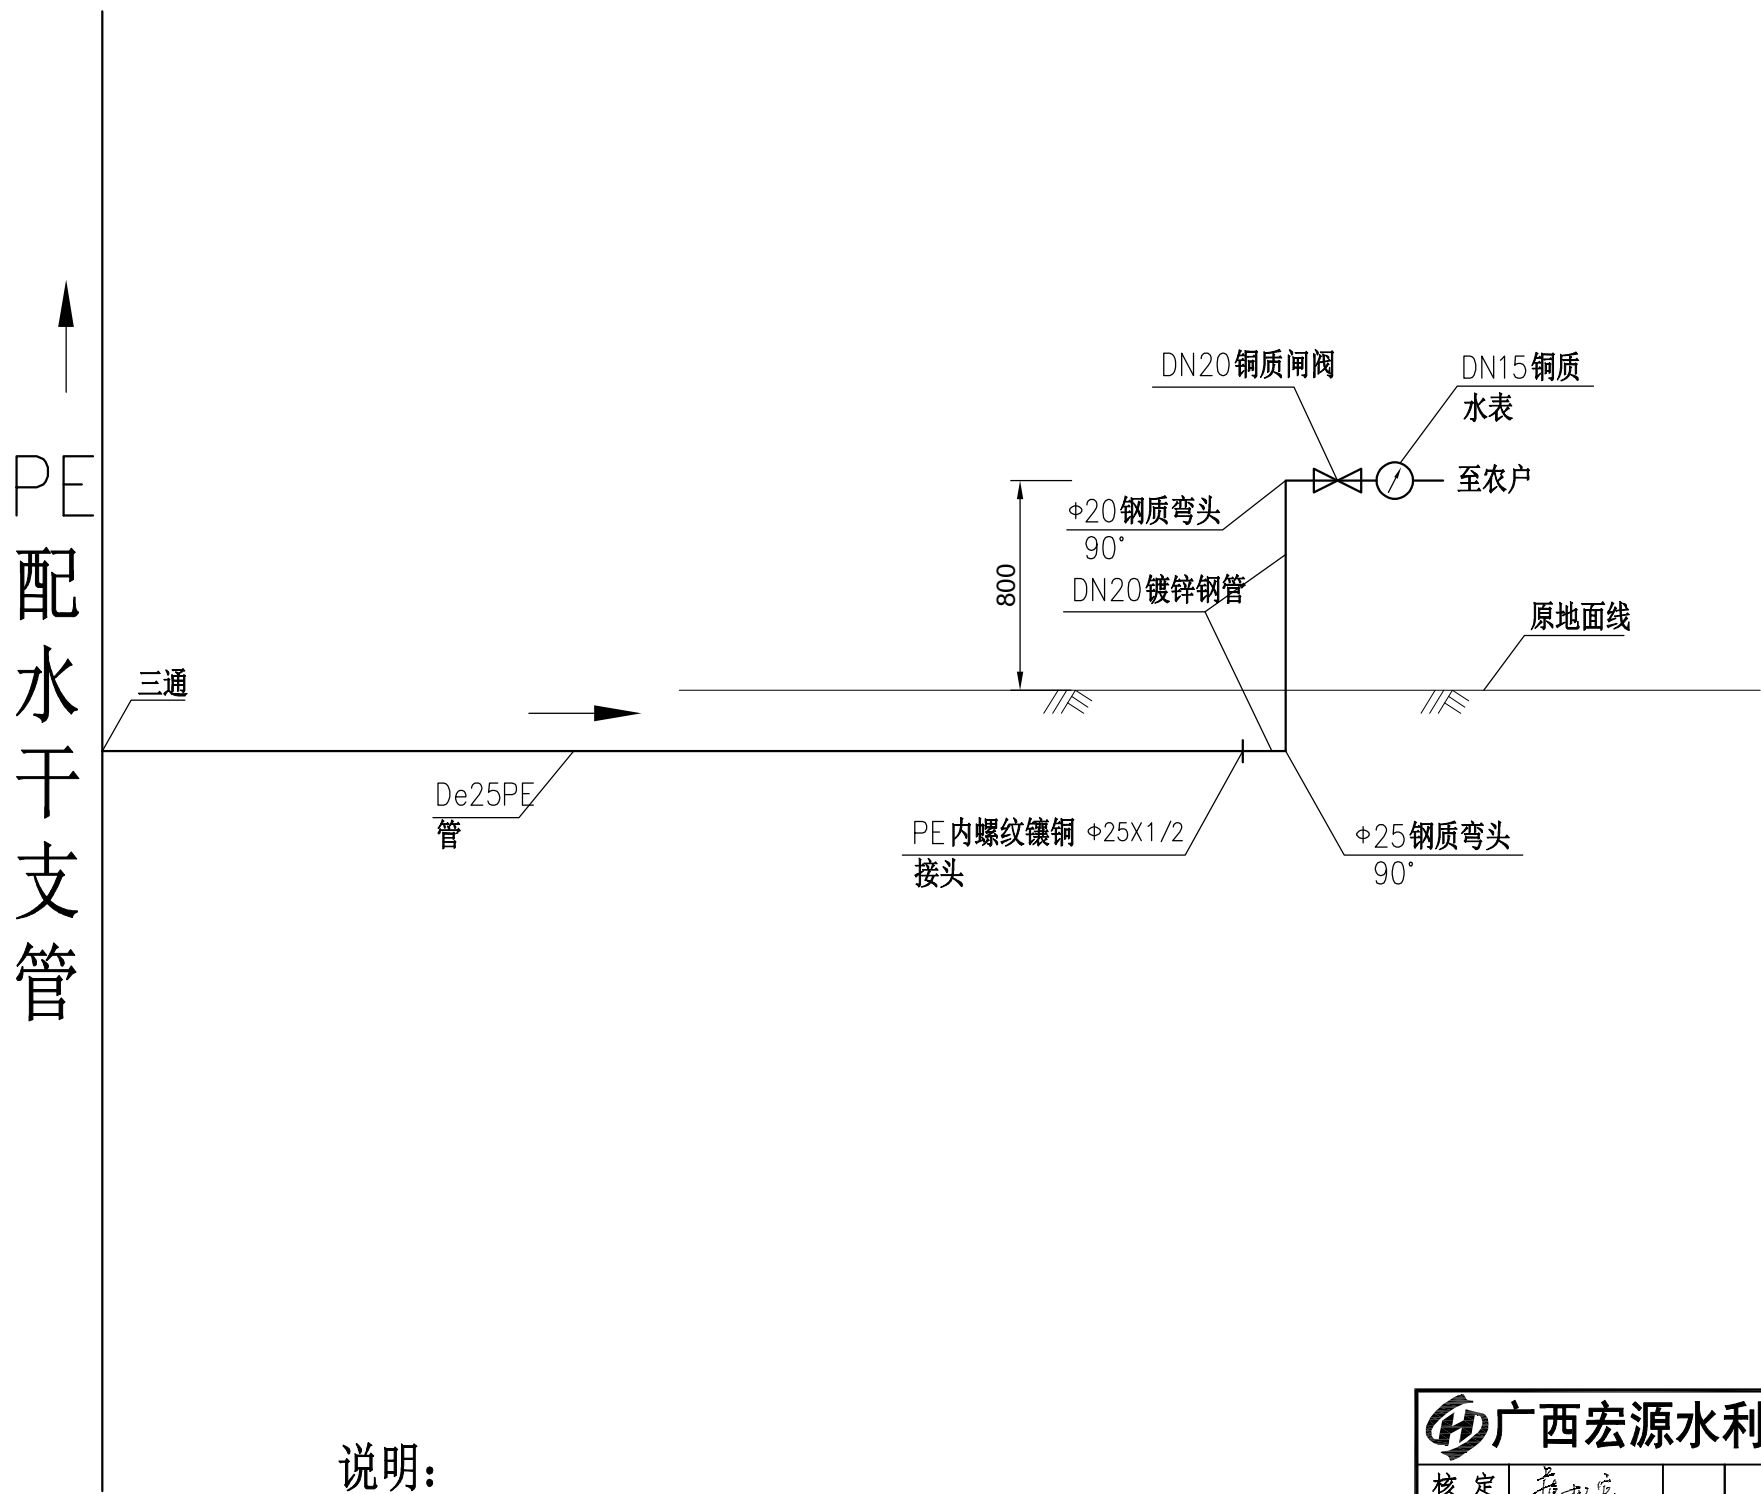 DN20铜质闸阀
DN15铜质
水表
至农户
PE
配
水
干
支
管
Φ20钢质弯头
90°
800
DN20镀锌钢管
原地面线
三通
De25PE
管
PE内螺纹镶铜 Φ25X1/2
接头
Φ25钢质弯头
90°
广西宏源水利
说明:
核 定